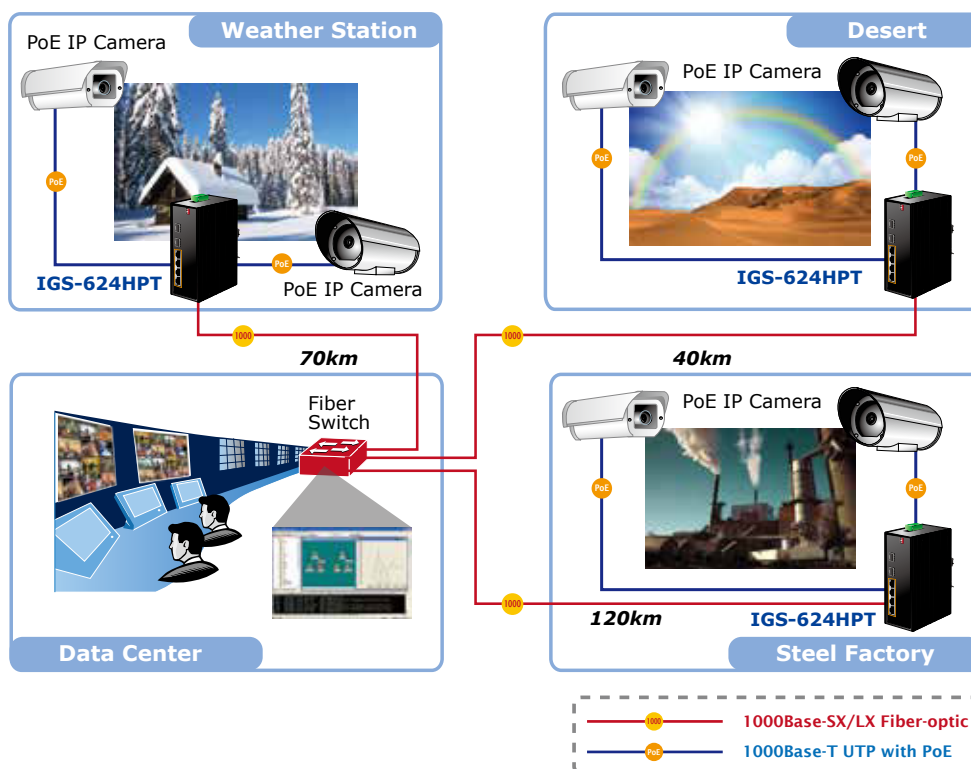 Weather Station
PoE IP Camera
PoE
PoE
IGS-624HPT
PoE IP Camera
Desert
PoE IP Camera
PoE
PoE
IGS-624HPT
1000
70km
1000
40km
Fiber
Switch
Data Center
PoE IP Camera
PoE
PoE
1000
120km
IGS-624HPT
Steel Factory
1000
1000Base-SX/LX Fiber-optic
PoE
1000Base-T UTP with PoE